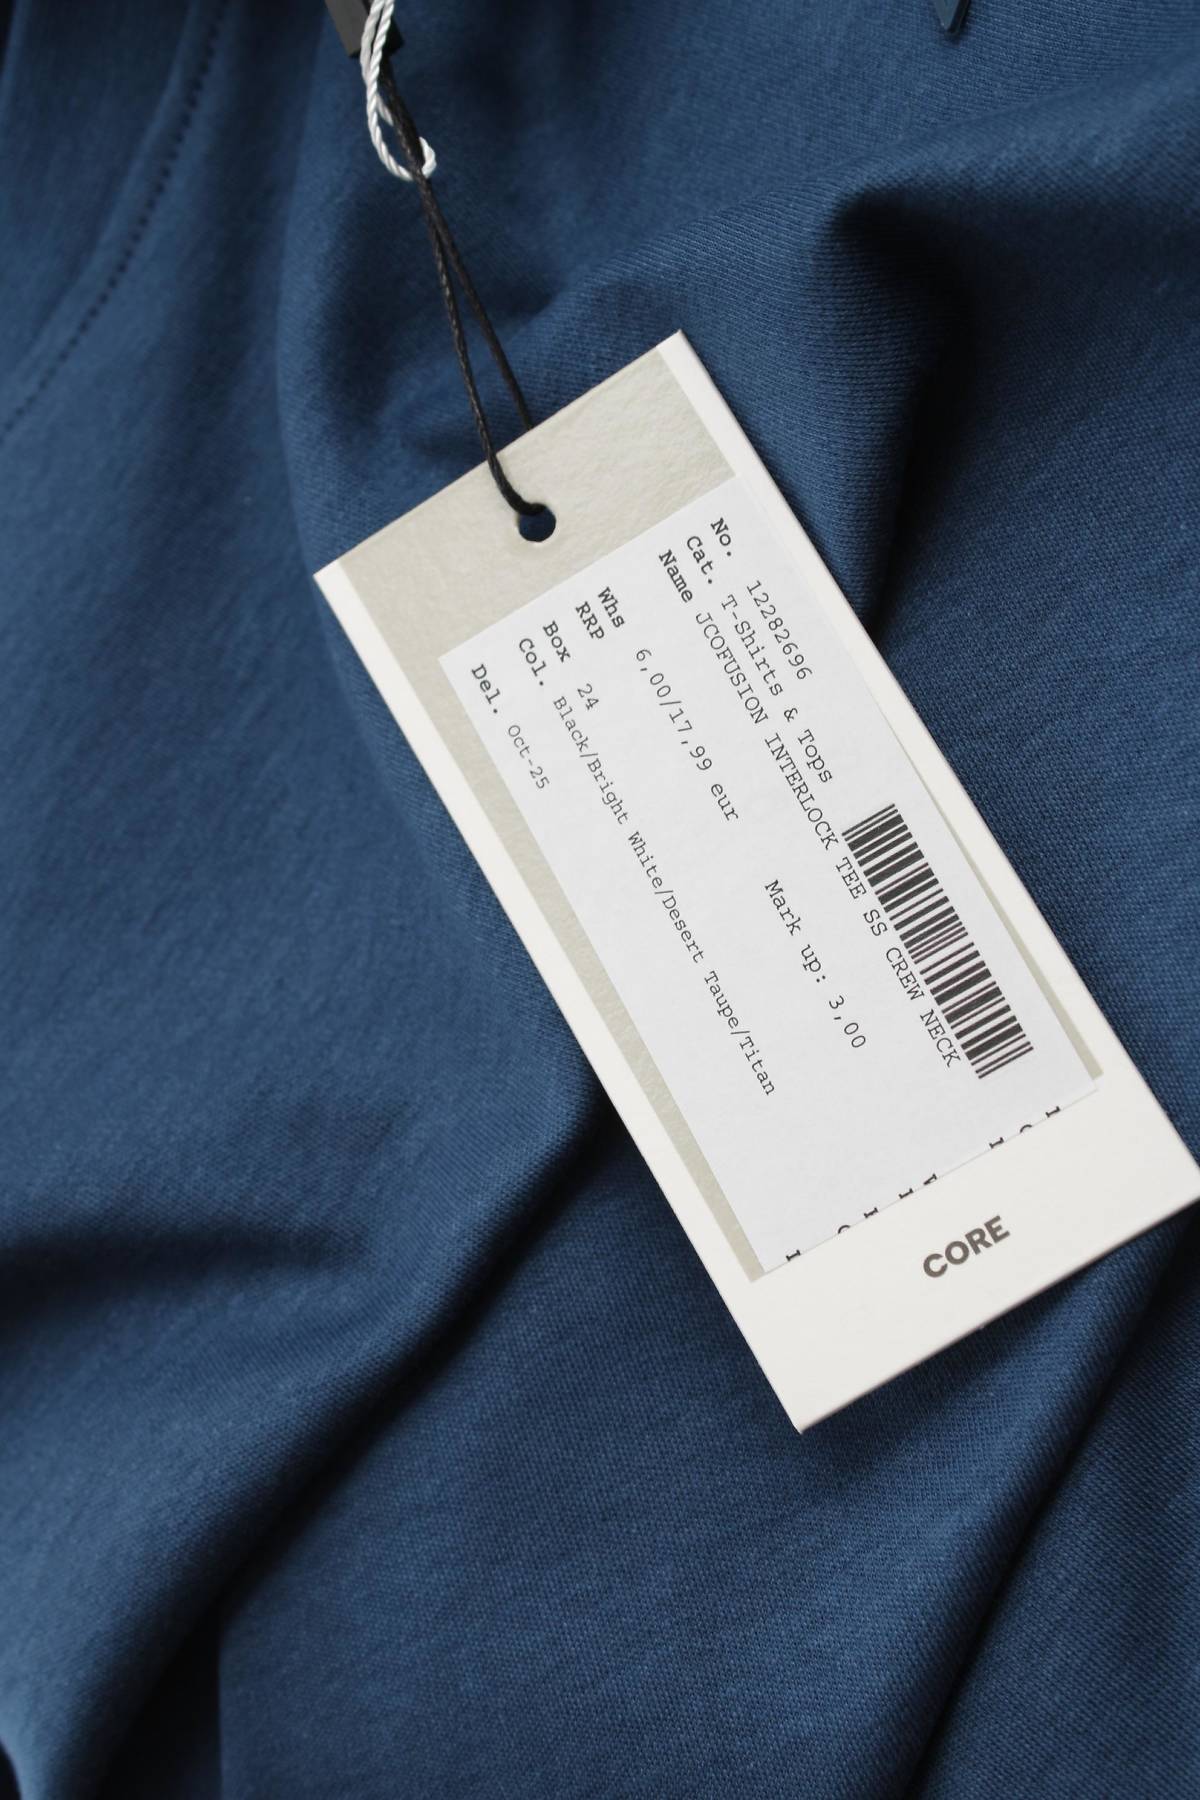 No. 12282696
Cat. T-Shirts & Tops
Name JCOFUSION INTERLOCK TEE SS CREW NECK
Whs
RRP 6,00/17,99 eur Mark up: 3,00
Box 24
Col. Black/Bright White/Desert Taupe/Titan
Del. Oct-25
CORE